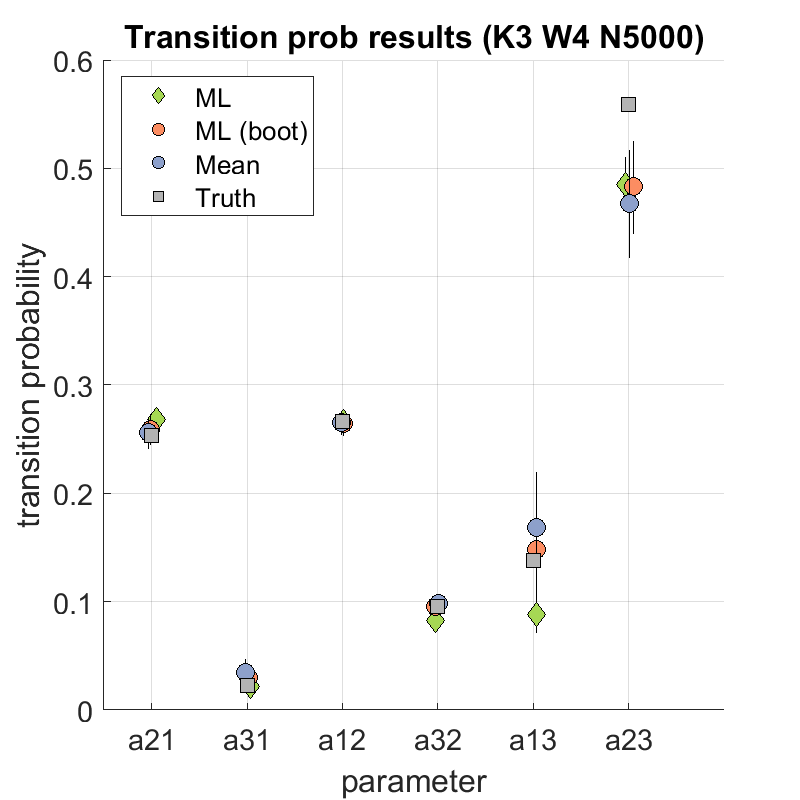 Transition prob results (K3 W4 N5000)
ML
ML (boot)
Mean
Truth
transition probability
0.6
0.5
0.4
0.3
0.2
0.1
0
a21 a31 a12 a32 a13 a23
parameter